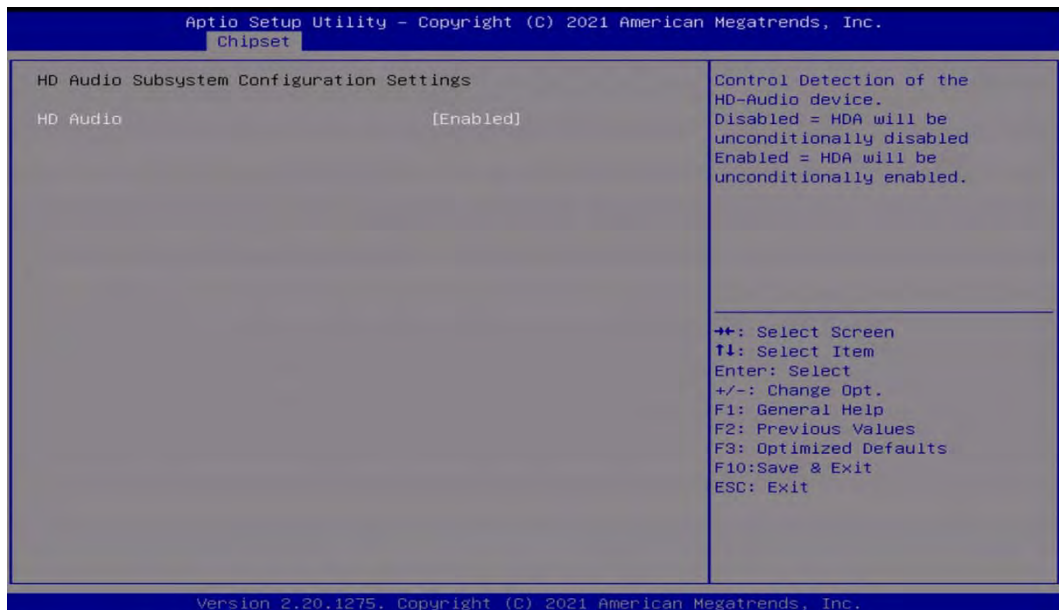 Aptio Setup Utility – Copyright (C) 2021 American Megatrends, Inc.
Chipset
HD Audio Subsystem Configuration Settings
HD Audio [Enabled]
Control Detection of the
HD-Audio device.
Disabled = HDA will be
unconditionally disabled
Enabled = HDA will be
unconditionally enabled.
→←: Select Screen
↑↓: Select Item
Enter: Select
+/-: Change Opt.
F1: General Help
F2: Previous Values
F3: Optimized Defaults
F10:Save & Exit
ESC: Exit
Version 2.20.1275. Copyright (C) 2021 American Megatrends, Inc.